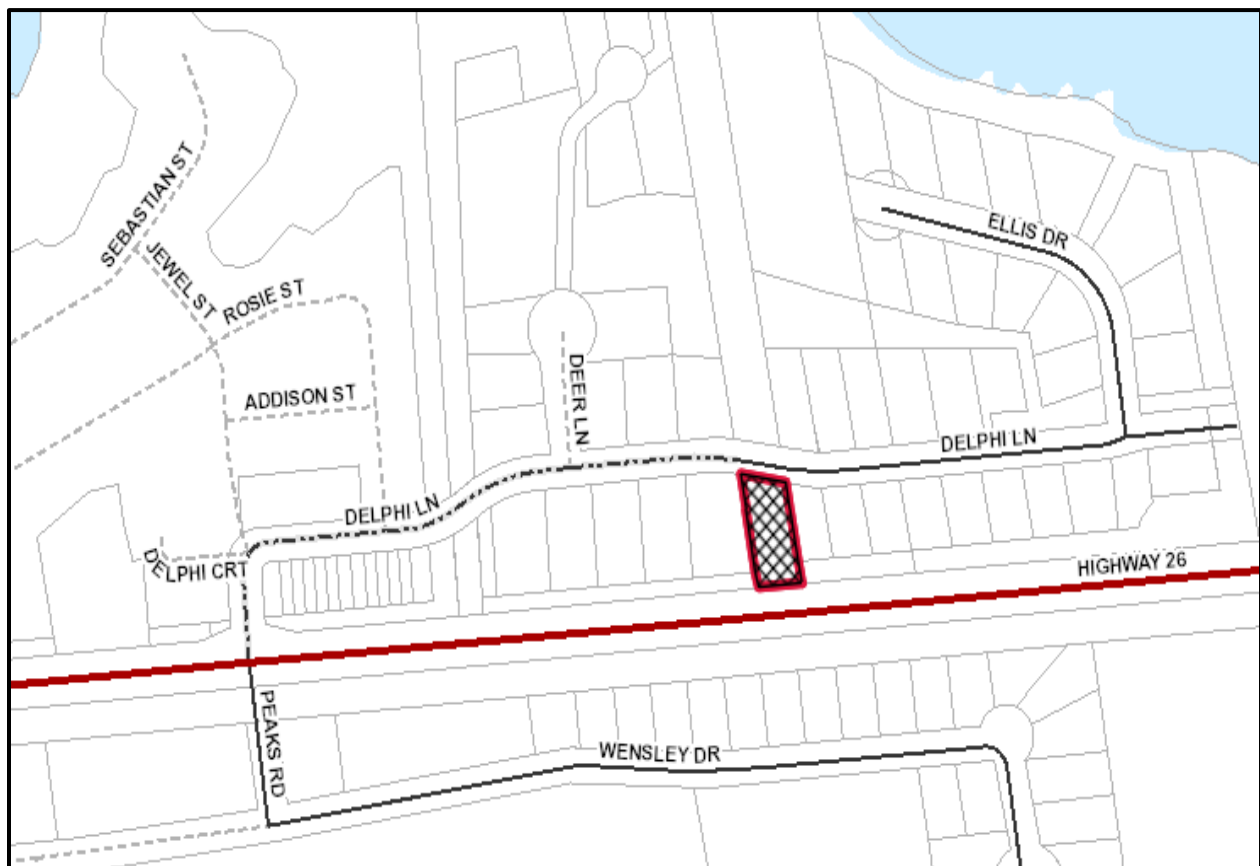 SEBASTIAN ST
JEWEL ST
ROSIE ST
ELLIS DR
ADDISON ST
DEER LN
DELPHI LN
DELPHI LN
DELPHI CRT
HIGHWAY 26
PEAKS RD
WENSLEY DR